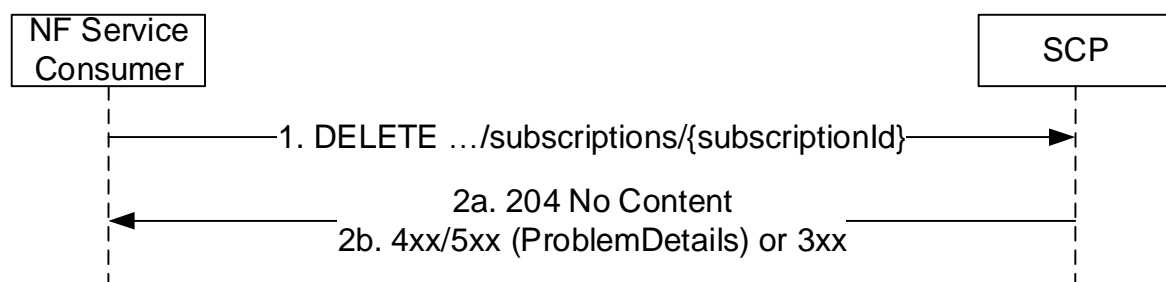 NF Service
Consumer
SCP
1. DELETE …/subscriptions/{subscriptionId}
2a. 204 No Content
2b. 4xx/5xx (ProblemDetails) or 3xx